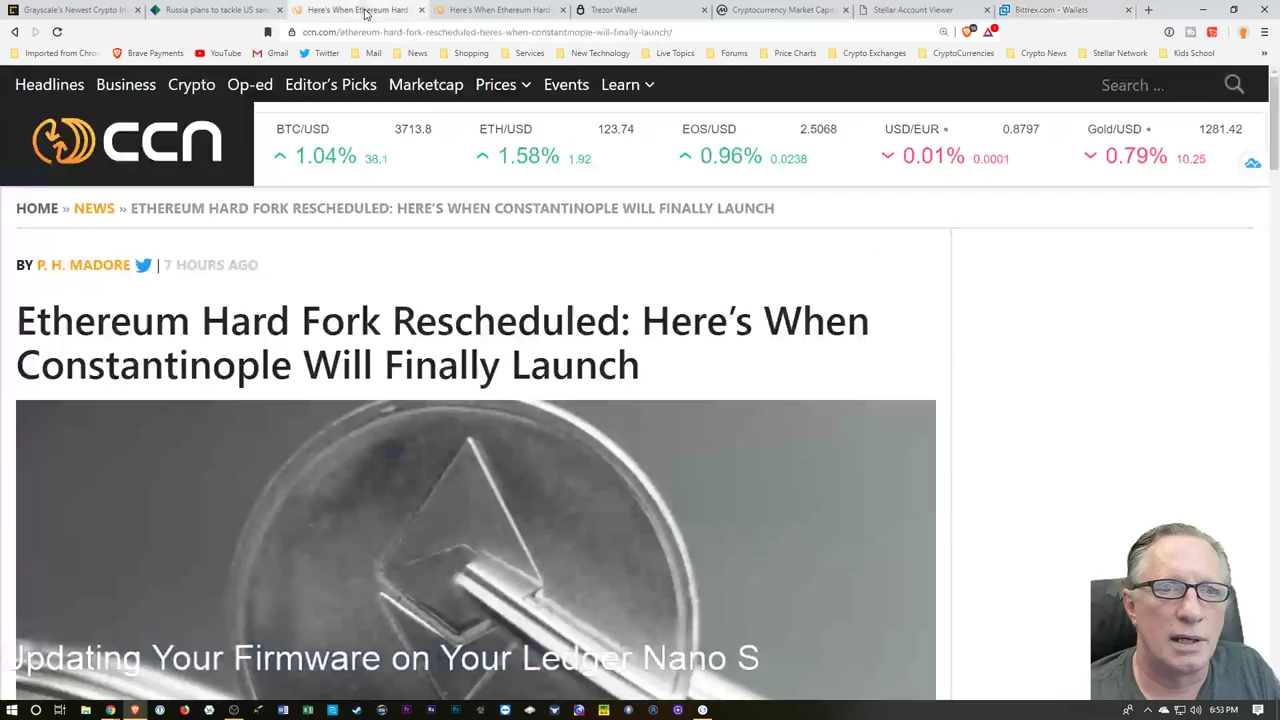 Grayscale's Newest Crypto In
Russia plans to tackle US san
Here's When Ethereum Hard
Here's When Ethereum Hard
Trezor Wallet
Cryptocurrency Market Cap
Stellar Account Viewer
Bittrex.com - Wallets
ccn.com/ethereum-hard-fork-rescheduled-heres-when-constantinople-will-finally-launch/
Imported from Chrom
Brave Payments
YouTube
Gmail
Twitter
Mail
News
Shopping
Services
New Technology
Live Topics
Forums
Price Charts
Crypto Exchanges
CryptoCurrencies
Crypto News
Stellar Network
Kids School
Headlines Business Crypto Op-ed Editor's Picks Marketcap Prices Events Learn Search ...
ccn
BTC/USD 3713.8
1.04% 38.1
ETH/USD 123.74
1.58% 1.92
EOS/USD 2.5068
0.96% 0.0238
USD/EUR 0.8797
0.01% 0.0001
Gold/USD 1281.42
0.79% 10.25
HOME » NEWS » ETHEREUM HARD FORK RESCHEDULED: HERE'S WHEN CONSTANTINOPLE WILL FINALLY LAUNCH
BY P. H. MADORE | 7 HOURS AGO
Ethereum Hard Fork Rescheduled: Here's When
Constantinople Will Finally Launch
Updating Your Firmware on Your Ledger Nano S
6:53 PM